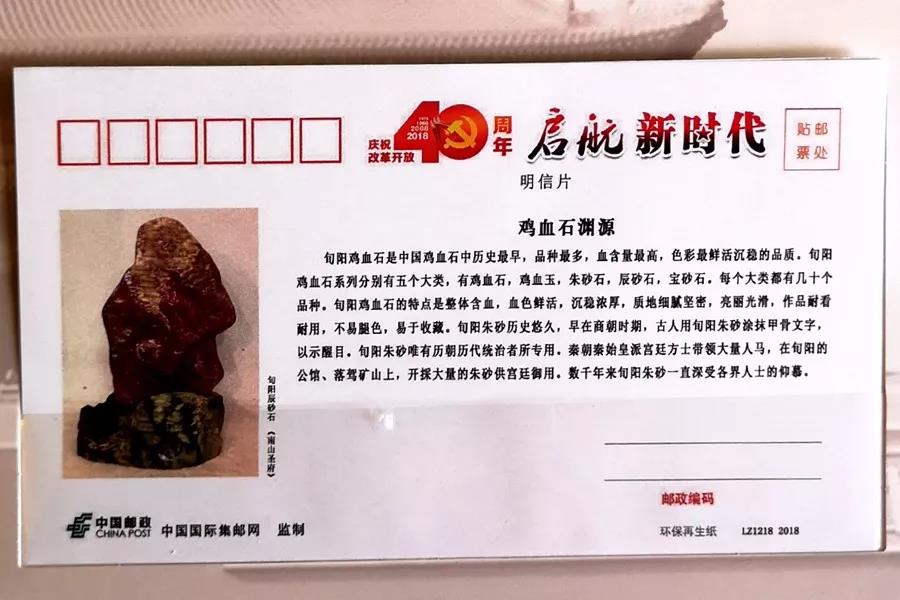 1978
1988
2008
2018
庆祝
改革开放
40
周年
启航 新时代
贴邮
票处
明信片
鸡血石渊源
旬阳鸡血石是中国鸡血石中历史最早，品种最多，血含量最高，色彩最鲜活沉稳的品质。旬阳
鸡血石系列分别有五个大类，有鸡血石，鸡血玉，朱砂石，辰砂石，宝砂石。每个大类都有几十个
品种。旬阳鸡血石的特点是整体含血，血色鲜活，沉稳浓厚，质地细腻坚密，亮丽光滑，作品耐看
耐用，不易腿色，易于收藏。旬阳朱砂历史悠久，早在商朝时期，古人用旬阳朱砂涂抹甲骨文字，
以示醒目。旬阳朱砂唯有历朝历代统治者所专用。秦朝秦始皇派宫廷方士带领大量人马，在旬阳的
公馆、落驾矿山上，开採大量的朱砂供宫廷御用。数千年来旬阳朱砂一直深受各界人士的仰慕。
旬阳辰砂石《南山圣府》
邮政编码
中国邮政
CHINA POST
中国国际集邮网 监制
环保再生纸 LZ1218 2018